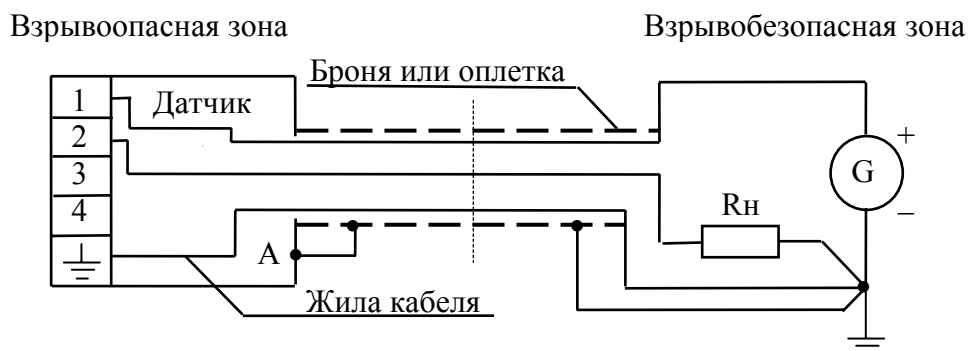 Взрывоопасная зона
Взрывобезопасная зона
Броня или оплетка
1
Датчик
2
3
4
+
G
–
Rн
А
Жила кабеля